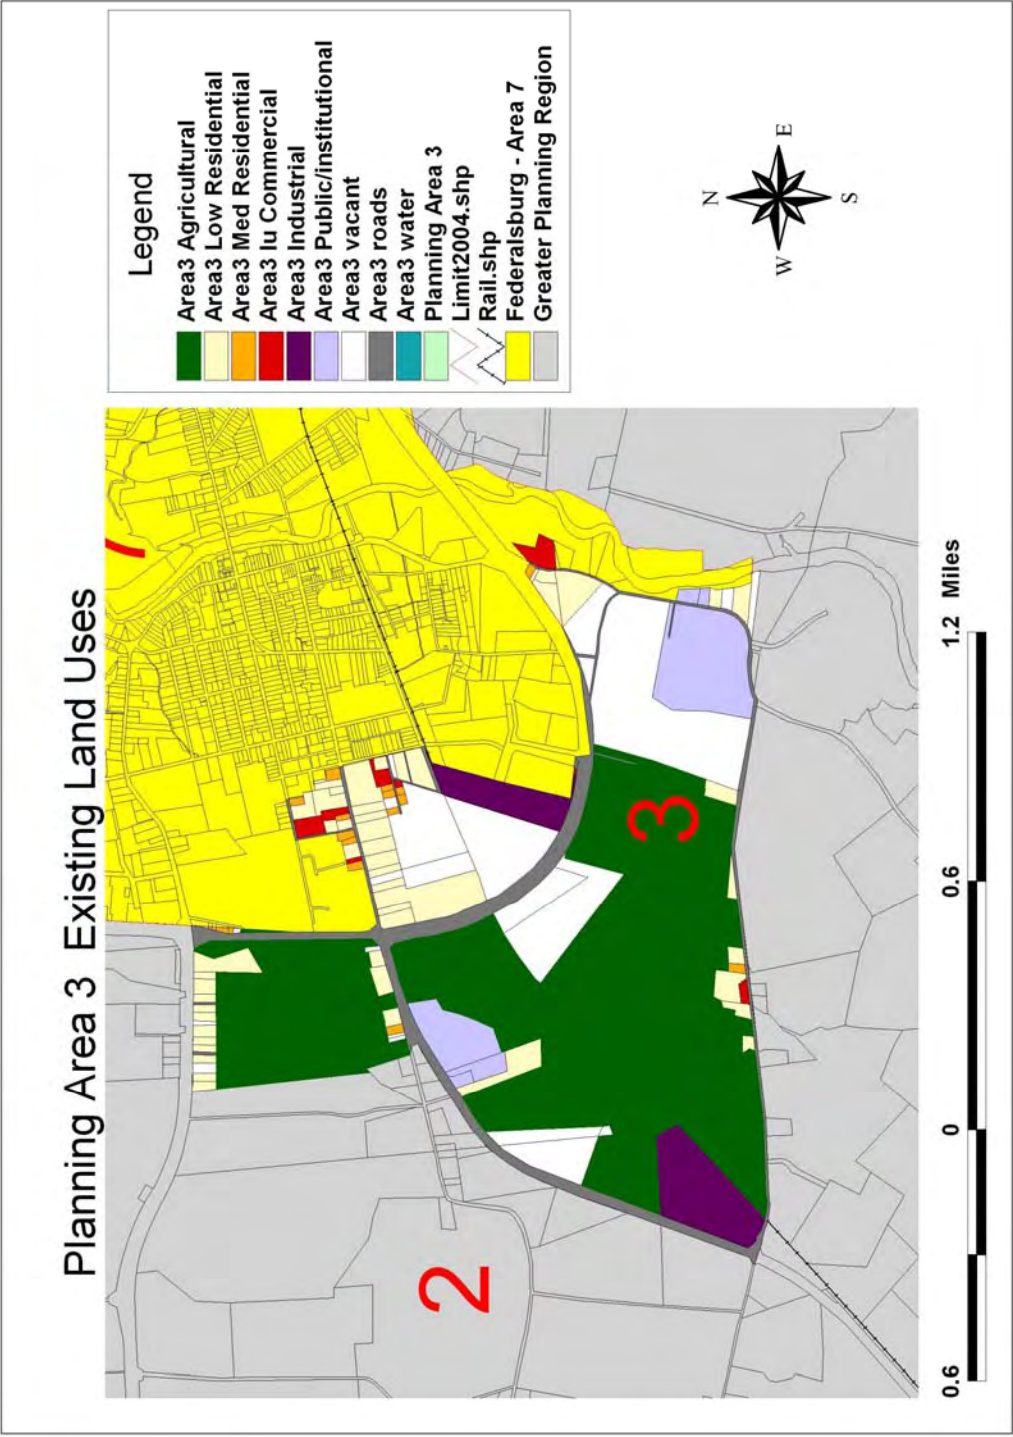 Planning Area 3 Existing Land Uses
Legend
Area3 Agricultural
Area3 Low Residential
Area3 Med Residential
Area3 lu Commercial
Area3 Industrial
Area3 Public/institutional
Area3 vacant
Area3 roads
Area3 water
Planning Area 3
Limit2004.shp
Rail.shp
Federalsburg - Area 7
Greater Planning Region
N
W
E
S
7
3
2
0.6
0
0.6
1.2 Miles